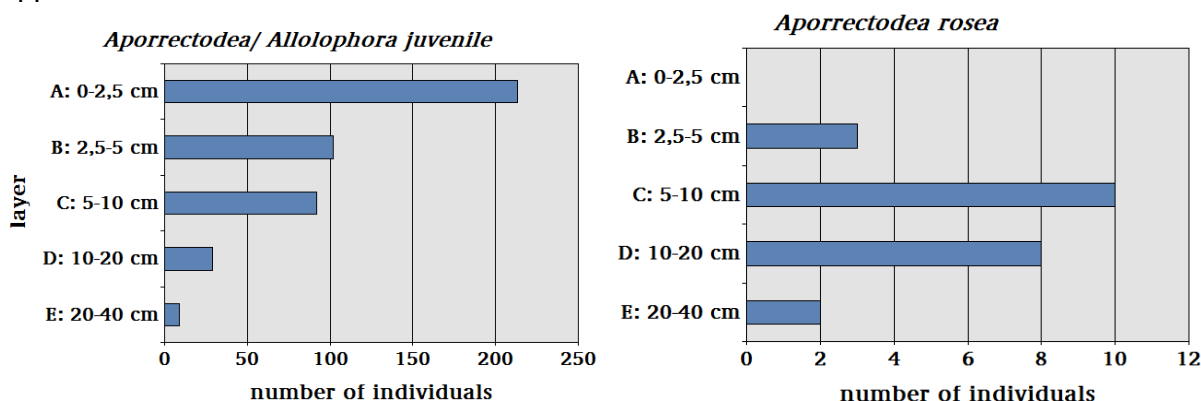 Aporrectodea/ Allolophora juvenile
layer
A: 0-2,5 cm
B: 2,5-5 cm
C: 5-10 cm
D: 10-20 cm
E: 20-40 cm
0 50 100 150 200 250
number of individuals
Aporrectodea rosea
A: 0-2,5 cm
B: 2,5-5 cm
C: 5-10 cm
D: 10-20 cm
E: 20-40 cm
0 2 4 6 8 10 12
number of individuals